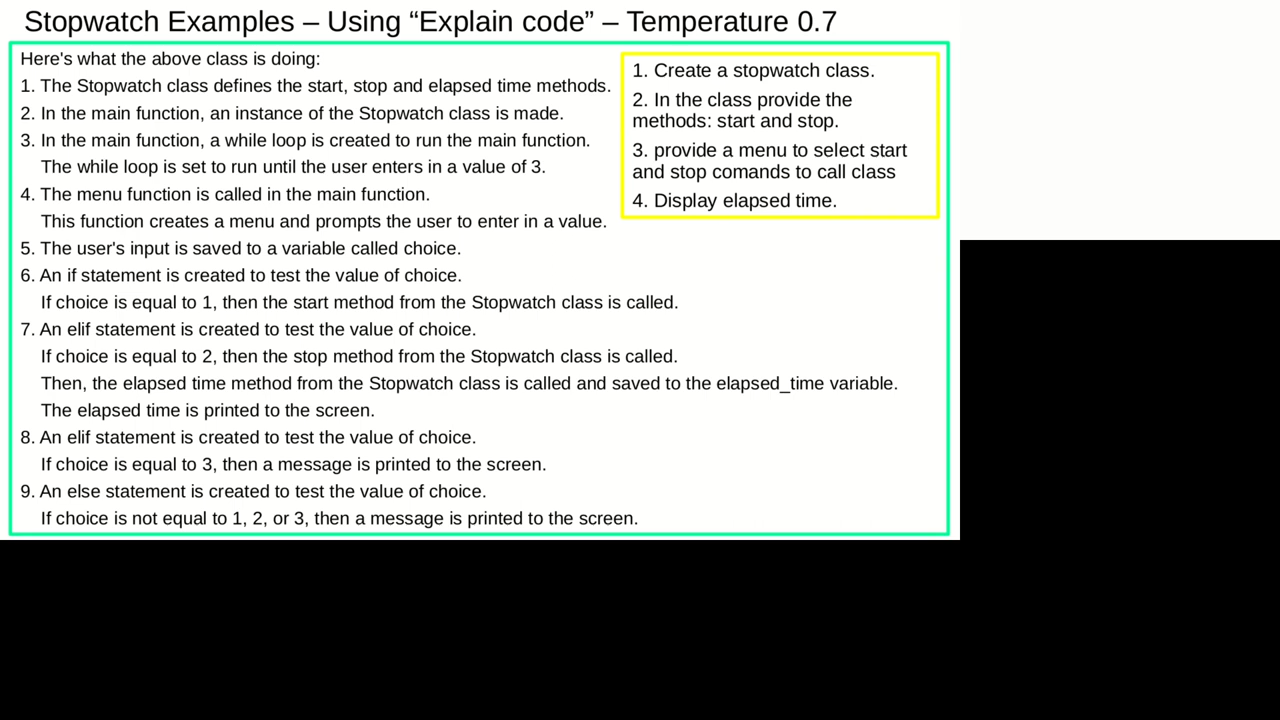 Stopwatch Examples – Using “Explain code” – Temperature 0.7
Here's what the above class is doing:
1. The Stopwatch class defines the start, stop and elapsed time methods.
2. In the main function, an instance of the Stopwatch class is made.
3. In the main function, a while loop is created to run the main function.
The while loop is set to run until the user enters in a value of 3.
4. The menu function is called in the main function.
This function creates a menu and prompts the user to enter in a value.
5. The user's input is saved to a variable called choice.
6. An if statement is created to test the value of choice.
If choice is equal to 1, then the start method from the Stopwatch class is called.
7. An elif statement is created to test the value of choice.
If choice is equal to 2, then the stop method from the Stopwatch class is called.
Then, the elapsed time method from the Stopwatch class is called and saved to the elapsed_time variable.
The elapsed time is printed to the screen.
8. An elif statement is created to test the value of choice.
If choice is equal to 3, then a message is printed to the screen.
9. An else statement is created to test the value of choice.
If choice is not equal to 1, 2, or 3, then a message is printed to the screen.
1. Create a stopwatch class.
2. In the class provide the
methods: start and stop.
3. provide a menu to select start
and stop comands to call class
4. Display elapsed time.